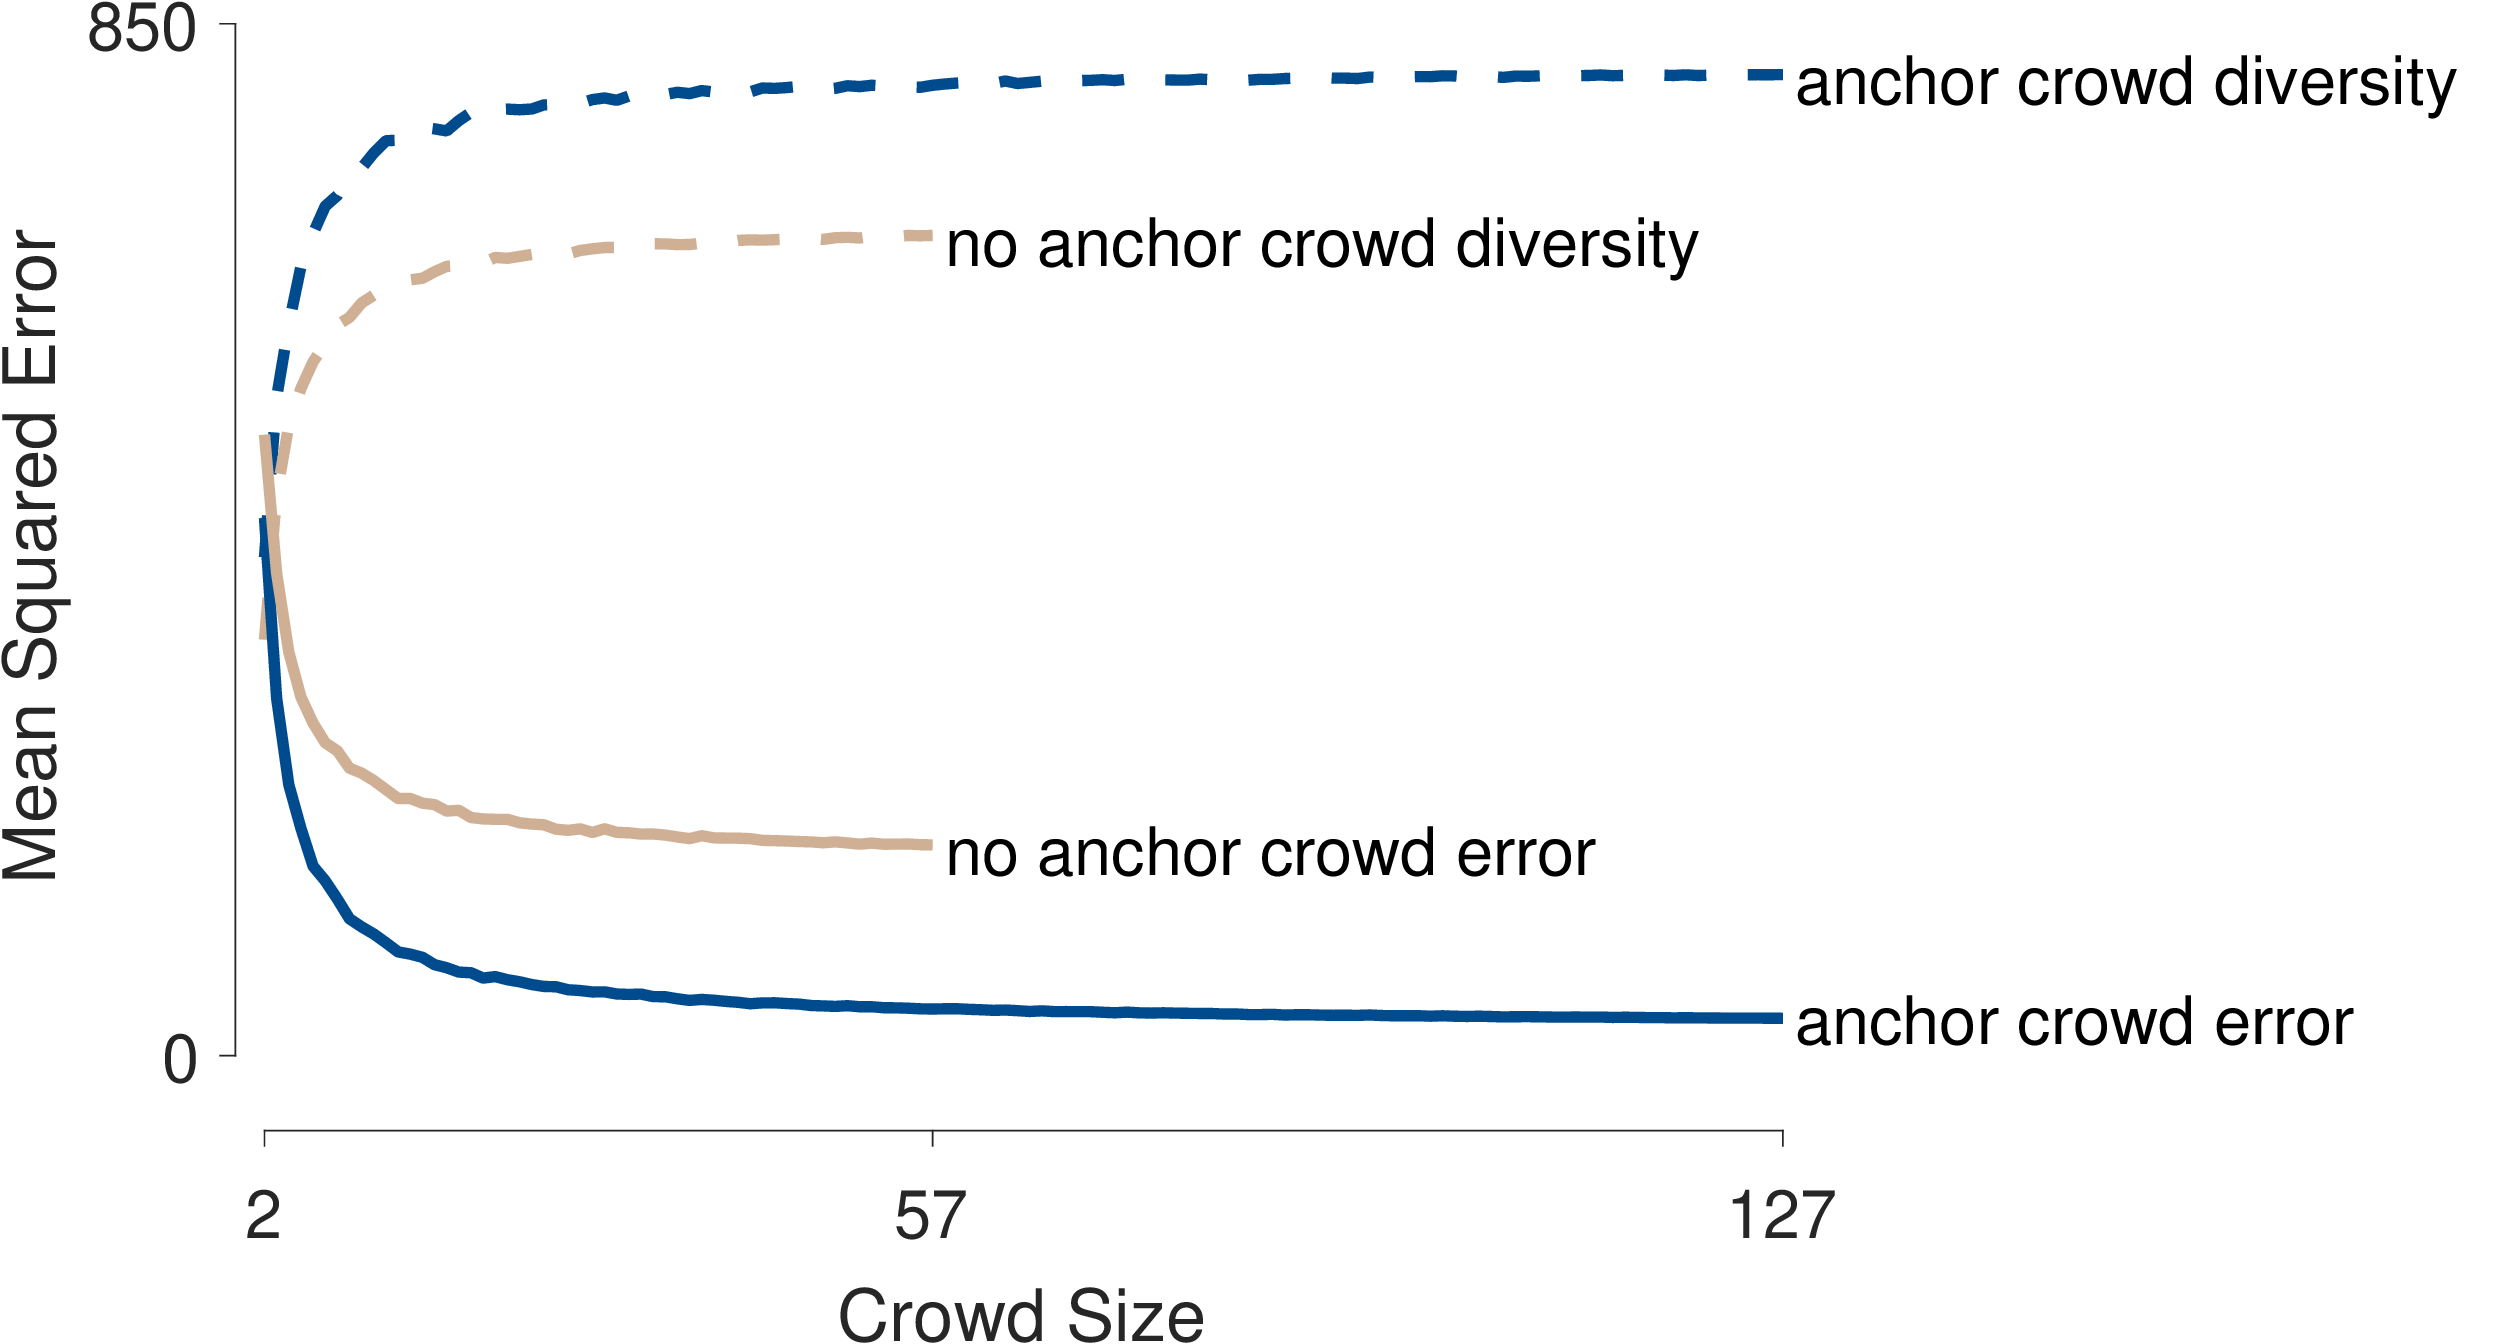 850
anchor crowd diversity
no anchor crowd diversity
Mean Squared Error
no anchor crowd error
anchor crowd error
0
2
57
127
Crowd Size